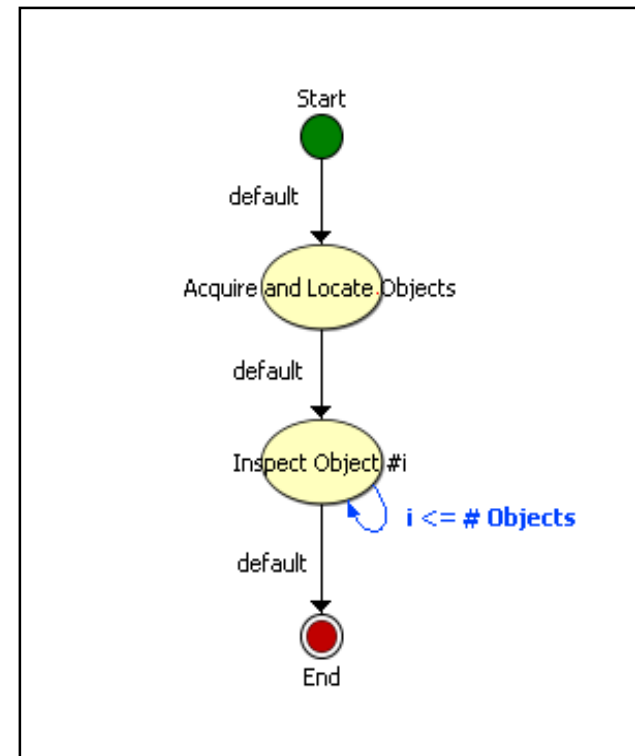 Start
default
Acquire and Locate Objects
default
Inspect Object #i
i <= # Objects
default
End